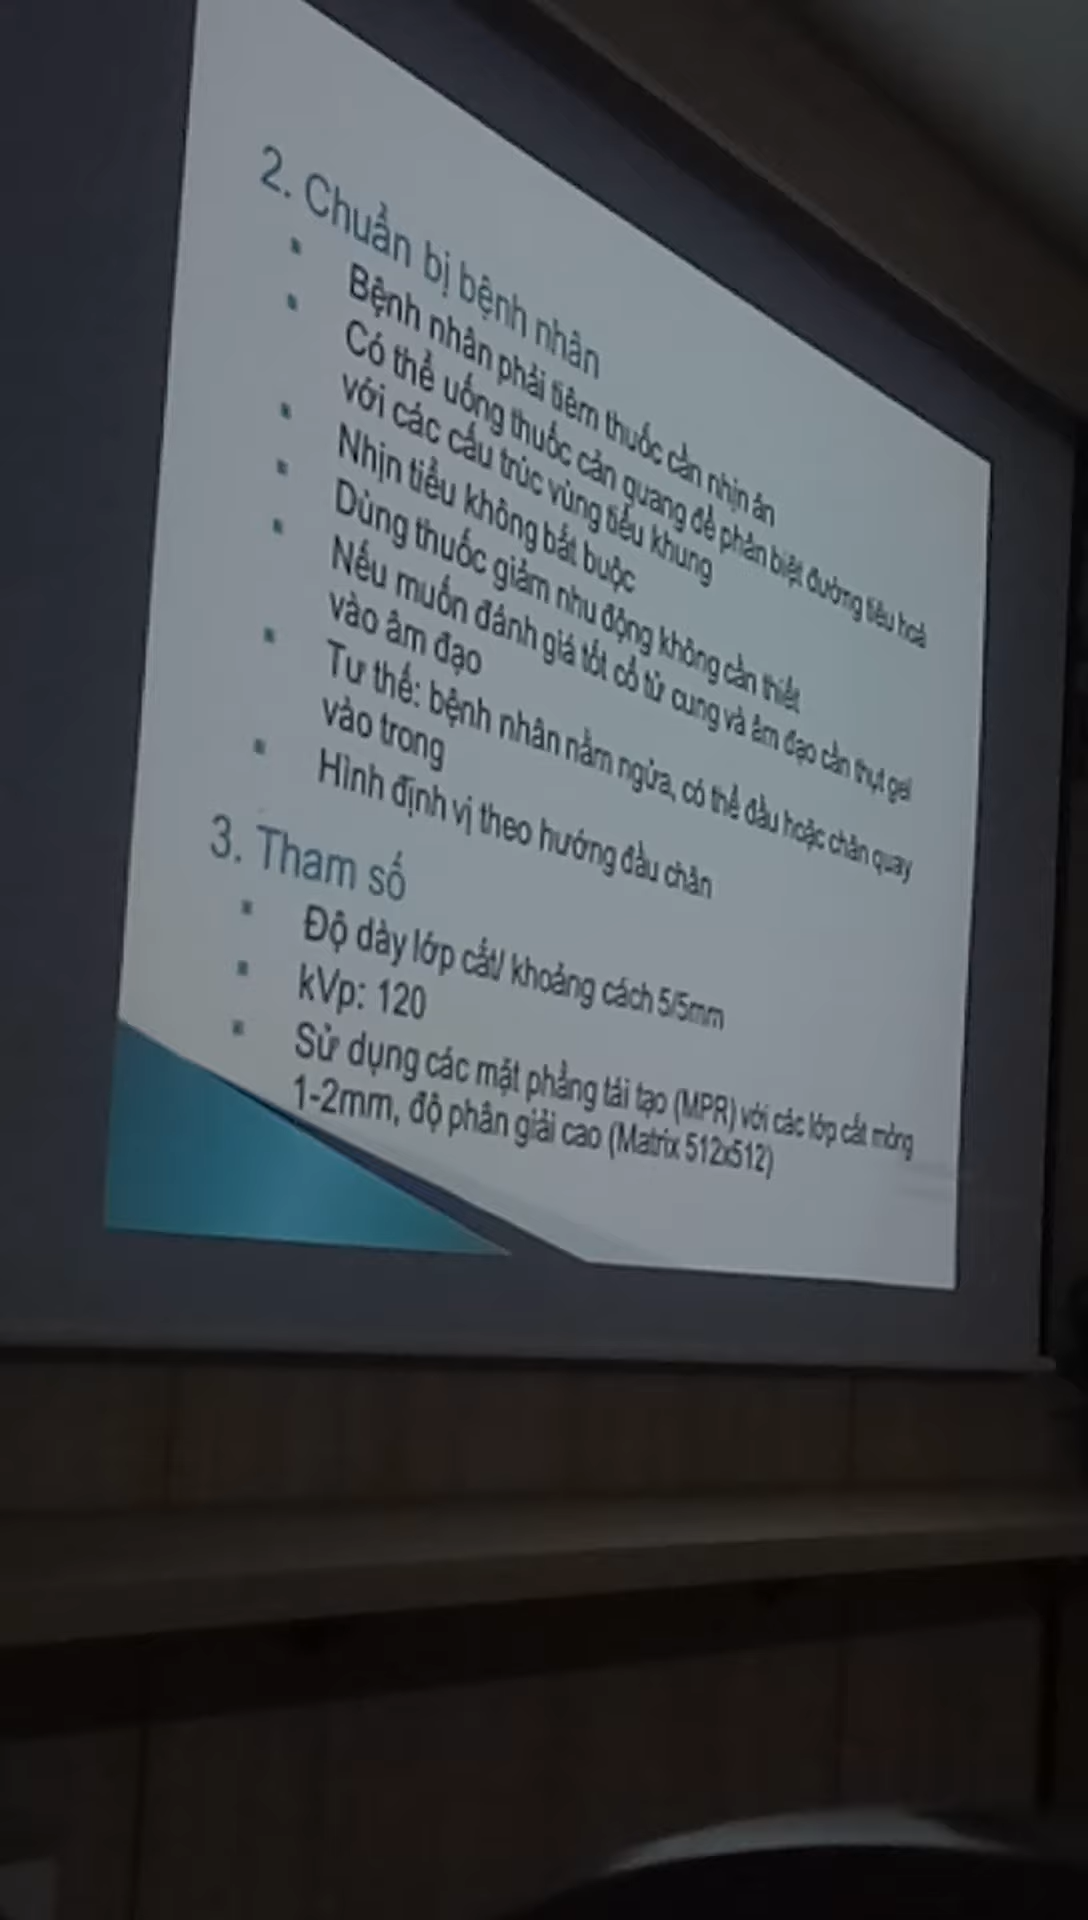 2. Chuẩn bị bệnh nhân
Bệnh nhân phải tiêm thuốc cần nhịn ăn
Có thể uống thuốc cản quang để phân biệt đường tiêu hoá
với các cấu trúc vùng tiểu khung
Nhịn tiểu không bắt buộc
Dùng thuốc giảm nhu động không cần thiết
Nếu muốn đánh giá tốt cổ tử cung và âm đạo cần thụt gel
vào âm đạo
Tư thế: bệnh nhân nằm ngửa, có thể đầu hoặc chân quay
vào trong
Hình định vị theo hướng đầu chân
3. Tham số
Độ dày lớp cắt/ khoảng cách 5/5mm
kVp: 120
Sử dụng các mặt phẳng tái tạo (MPR) với các lớp cắt mỏng
1-2mm, độ phân giải cao (Matrix 512x512)